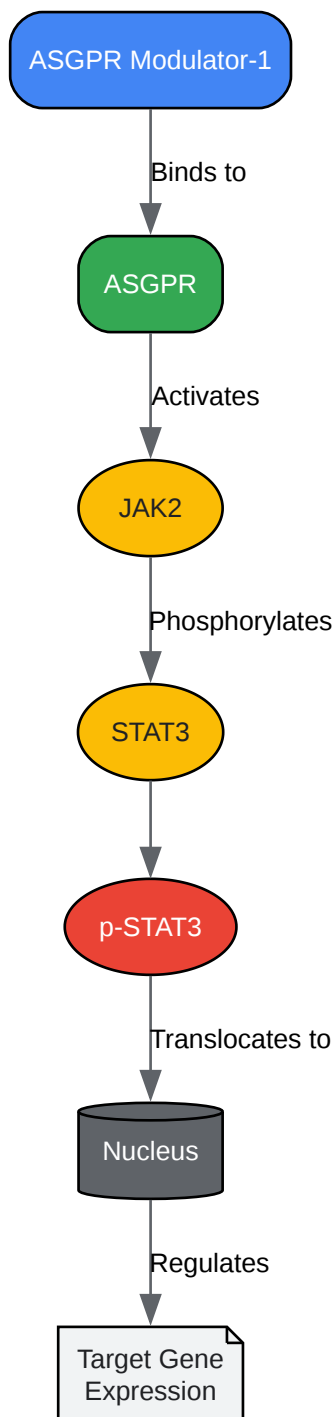 ASGPR Modulator-1
Binds to
ASGPR
Activates
JAK2
Phosphorylates
STAT3
p-STAT3
Translocates to
Nucleus
Regulates
Target Gene
Expression